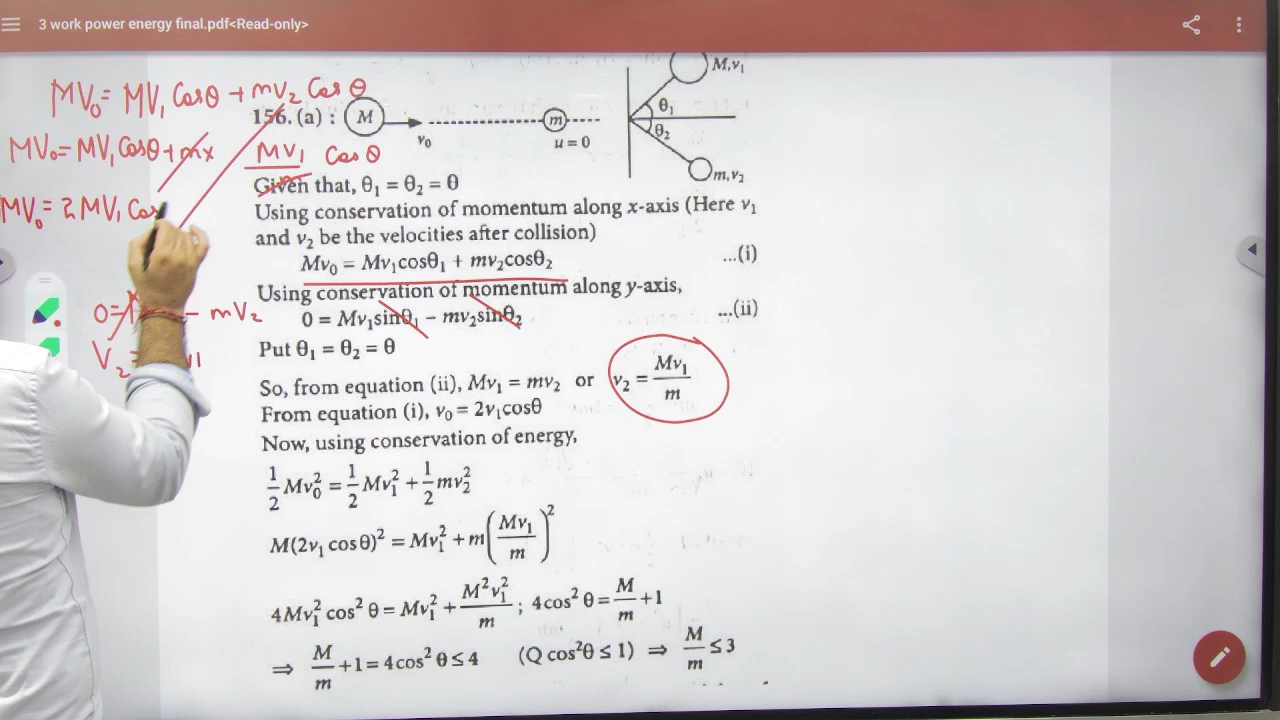 3 work power energy final.pdf<Read-only>
MV₀ = MV₁ Cosθ + mv₂ Cos θ
156. (a) : M v₀ m u = 0
M,v₁
θ₁
θ₂
m,v₂
MV₀ = MV₁ Cosθ + mx MV₁ Cos θ
Given that, θ₁ = θ₂ = θ
MV₀ = 2 MV₁ Cos
Using conservation of momentum along x-axis (Here v₁
and v₂ be the velocities after collision)
Mv₀ = Mv₁cosθ₁ + mv₂cosθ₂ ...(i)
Using conservation of momentum along y-axis,
0 = Mv₁sinθ₁ − mv₂sinθ₂ ...(ii)
0= − mV₂
Put θ₁ = θ₂ = θ
V₂ =
So, from equation (ii), Mv₁ = mv₂ or v₂ = Mv₁/m
From equation (i), v₀ = 2v₁cosθ
Now, using conservation of energy,
1/2 Mv₀² = 1/2 Mv₁² + 1/2 mv₂²
M(2v₁ cosθ)² = Mv₁² + m(Mv₁/m)²
4Mv₁² cos² θ = Mv₁² + M²v₁²/m ; 4cos² θ = M/m + 1
⇒ M/m + 1 = 4cos² θ ≤ 4 (Q cos²θ ≤ 1) ⇒ M/m ≤ 3